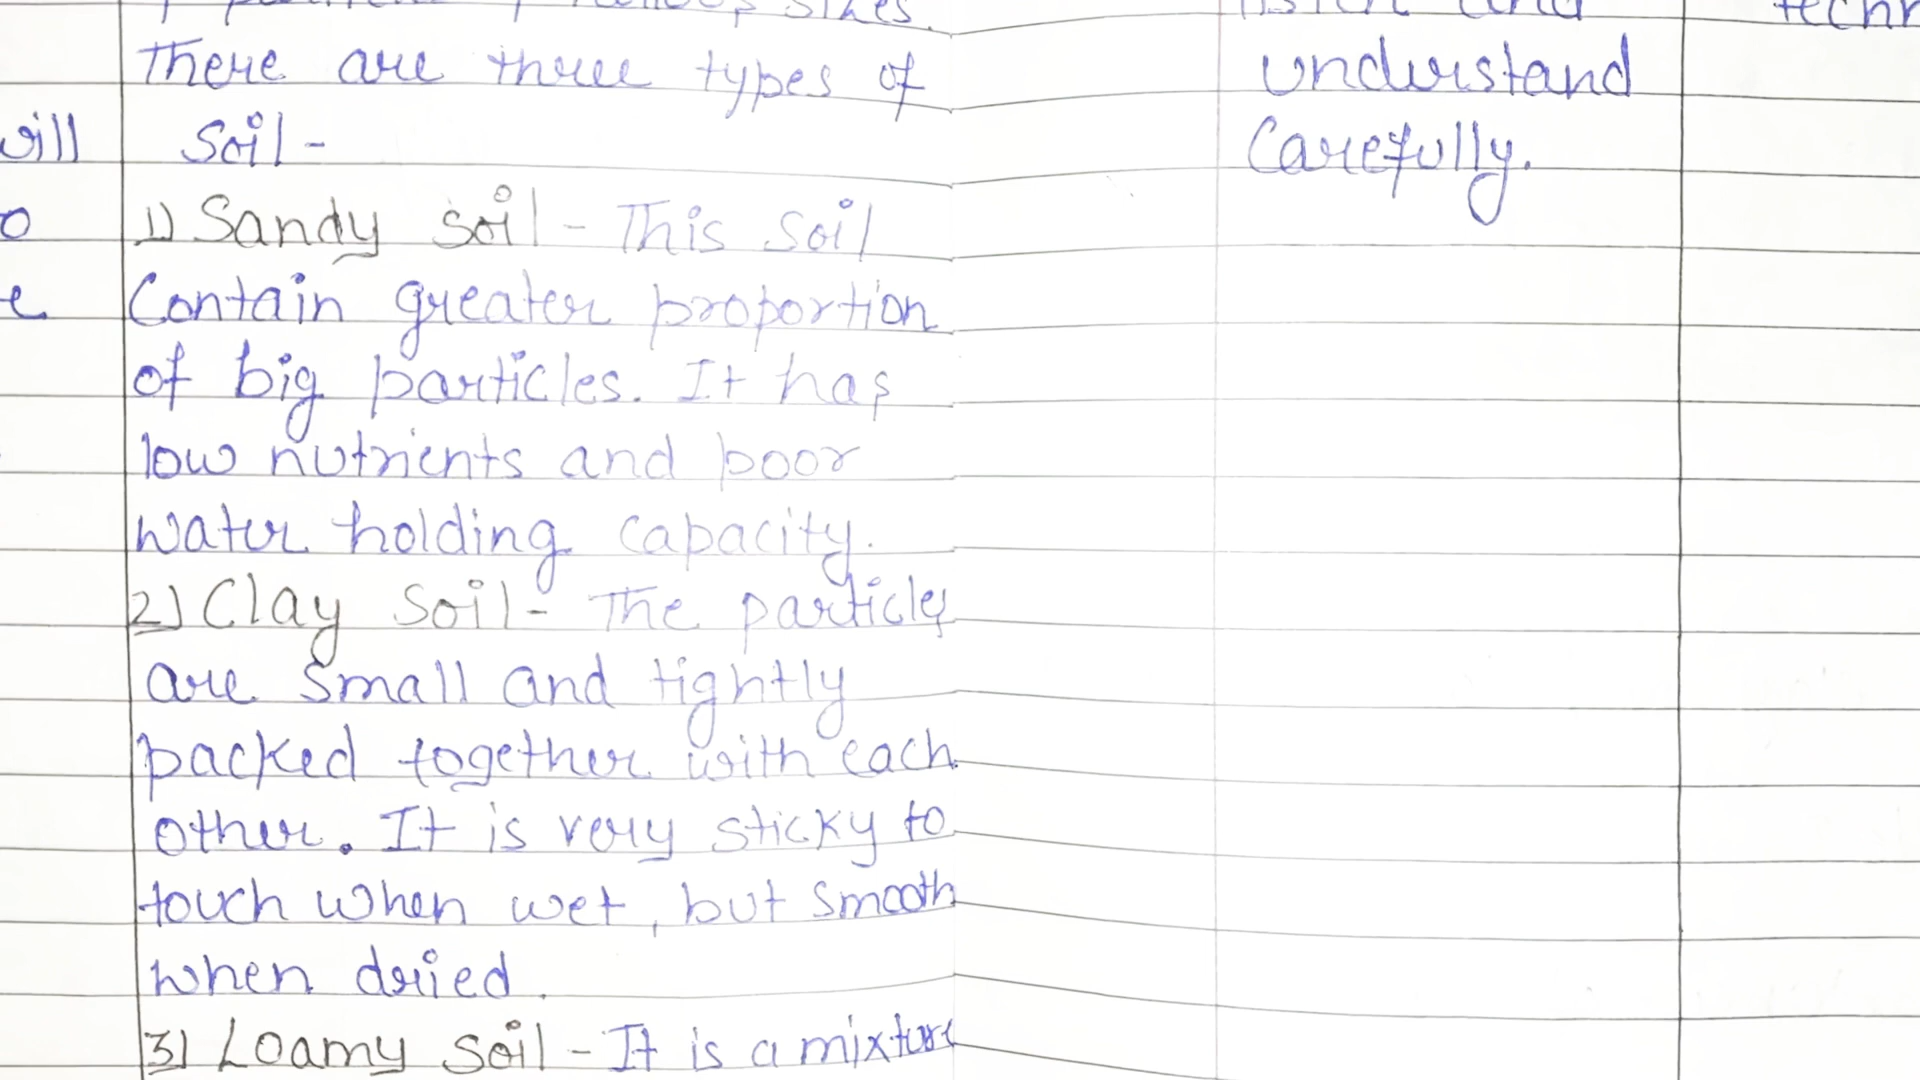 There are three types of
Soil-
1) Sandy soil - This soil
Contain greater proportion
of big particles. It has
low nutrients and poor
water holding capacity.
2) Clay soil - The particles
are small and tightly
packed together with each
other. It is very sticky to
touch when wet, but smooth
when dried.
3) Loamy soil - It is a mixture
understand
Carefully.